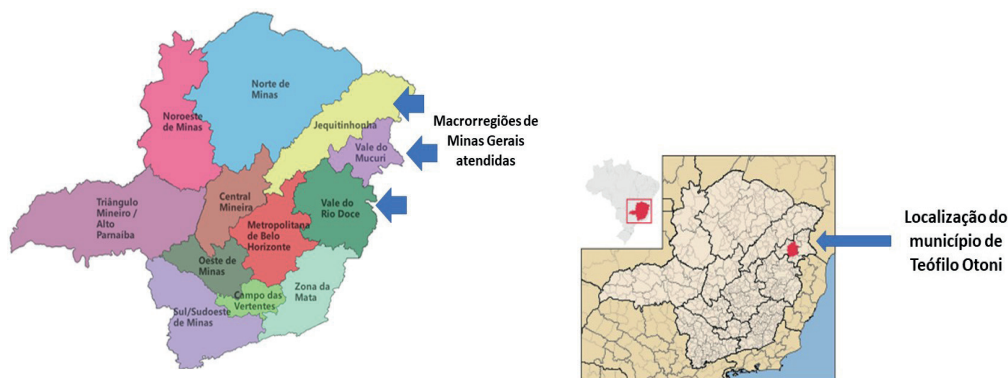 Norte de
Minas
Noroeste
de Minas
Jequitinhonha
Vale do
Mucuri
Macrorregiões de
Minas Gerais
atendidas
Triângulo
Mineiro /
Alto
Parnaiba
Central
Mineira
Vale do
Rio Doce
Metropolitana
de Belo
Horizonte
Oeste de
Minas
Zona da
Mata
Campo das
Vertentes
Sul/Sudoeste
de Minas
Localização do
município de
Teófilo Otoni